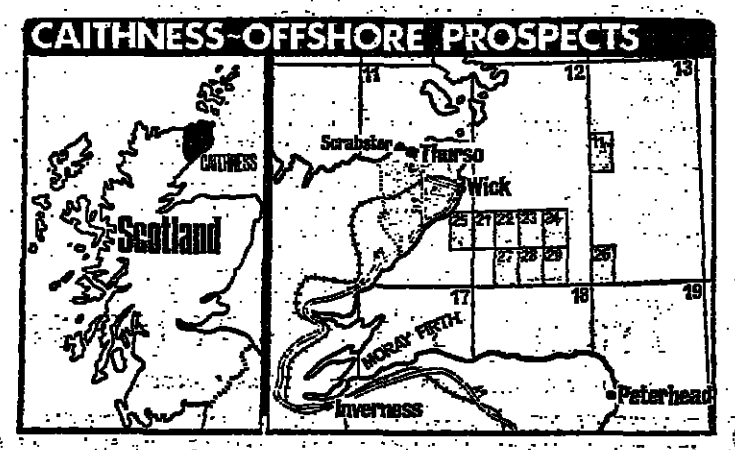 CAITHNESS~OFFSHORE PROSPECTS
CAITHNESS
Scotland
11
12
13
Scrabster
Thurso
11
Wick
25 21 22 23 24
27 28 29
26
17
18
19
MORAY FIRTH
Peterhead
Inverness